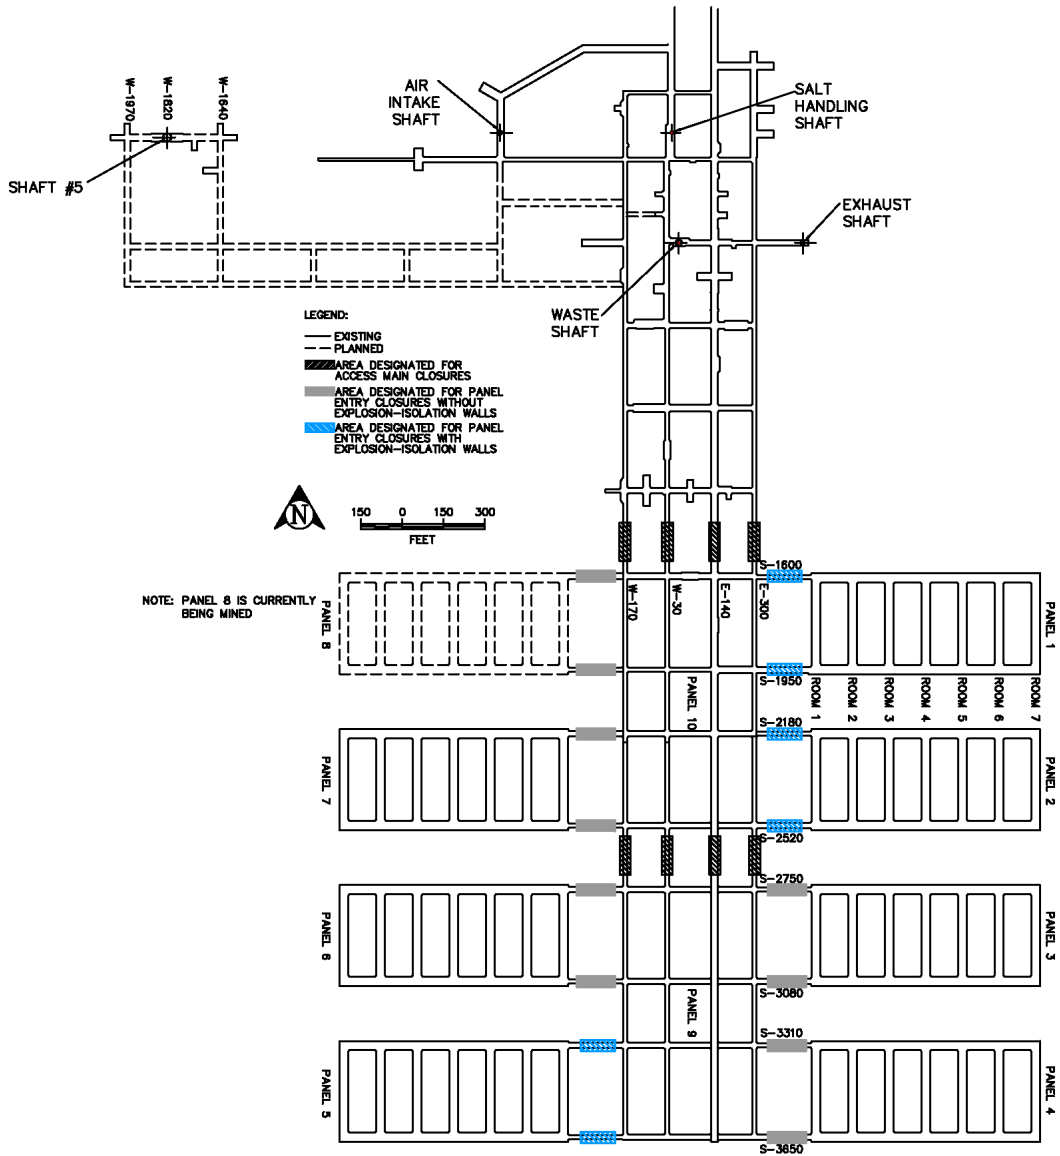 W-1970
W-1820
W-1640
AIR
INTAKE
SHAFT
SALT
HANDLING
SHAFT
SHAFT #5
EXHAUST
SHAFT
WASTE
SHAFT
LEGEND:
EXISTING
PLANNED
AREA DESIGNATED FOR
ACCESS MAIN CLOSURES
AREA DESIGNATED FOR PANEL
ENTRY CLOSURES WITHOUT
EXPLOSION-ISOLATION WALLS
AREA DESIGNATED FOR PANEL
ENTRY CLOSURES WITH
EXPLOSION-ISOLATION WALLS
N
150 0 150 300
FEET
S-1600
NOTE: PANEL 8 IS CURRENTLY
BEING MINED
PANEL 8
W-170
W-30
E-140
E-300
PANEL 1
S-1950
PANEL 10
ROOM 1
ROOM 2
ROOM 3
ROOM 4
ROOM 5
ROOM 6
ROOM 7
S-2180
PANEL 7
PANEL 2
S-2520
S-2750
PANEL 6
PANEL 3
S-3080
PANEL 9
S-3310
PANEL 5
PANEL 4
S-3650